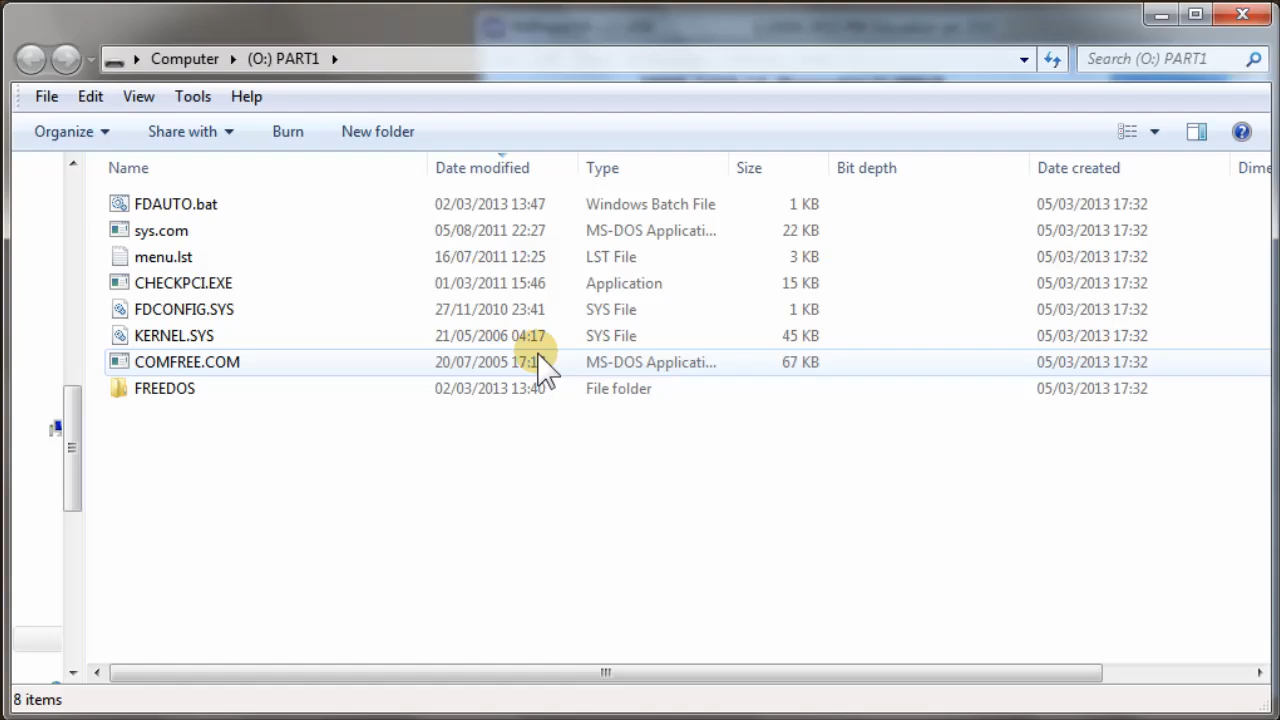 Computer (O:) PART1 Search (O:) PART1
File Edit View Tools Help
Organize Share with Burn New folder
Name Date modified Type Size Bit depth Date created Dime
FDAUTO.bat 02/03/2013 13:47 Windows Batch File 1 KB 05/03/2013 17:32
sys.com 05/08/2011 22:27 MS-DOS Applicati... 22 KB 05/03/2013 17:32
menu.lst 16/07/2011 12:25 LST File 3 KB 05/03/2013 17:32
CHECKPCI.EXE 01/03/2011 15:46 Application 15 KB 05/03/2013 17:32
FDCONFIG.SYS 27/11/2010 23:41 SYS File 1 KB 05/03/2013 17:32
KERNEL.SYS 21/05/2006 04:17 SYS File 45 KB 05/03/2013 17:32
COMFREE.COM 20/07/2005 MS-DOS Applicati... 67 KB 05/03/2013 17:32
FREEDOS 02/03/2013 13:40 File folder 05/03/2013 17:32
8 items